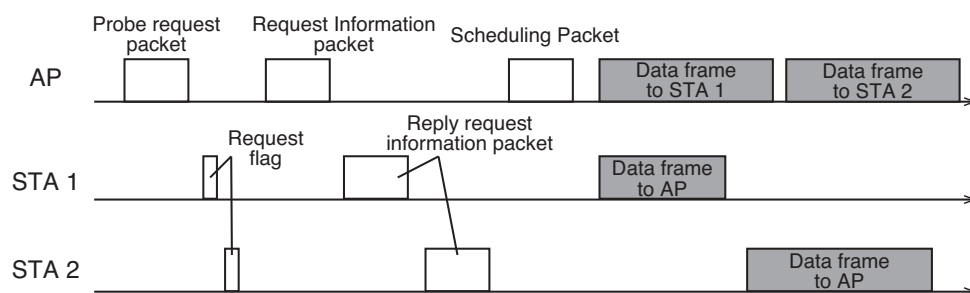 Probe request
packet
Request Information
packet
Scheduling Packet
AP
Data frame
to STA 1
Data frame
to STA 2
Request
flag
Reply request
information packet
STA 1
Data frame
to AP
STA 2
Data frame
to AP